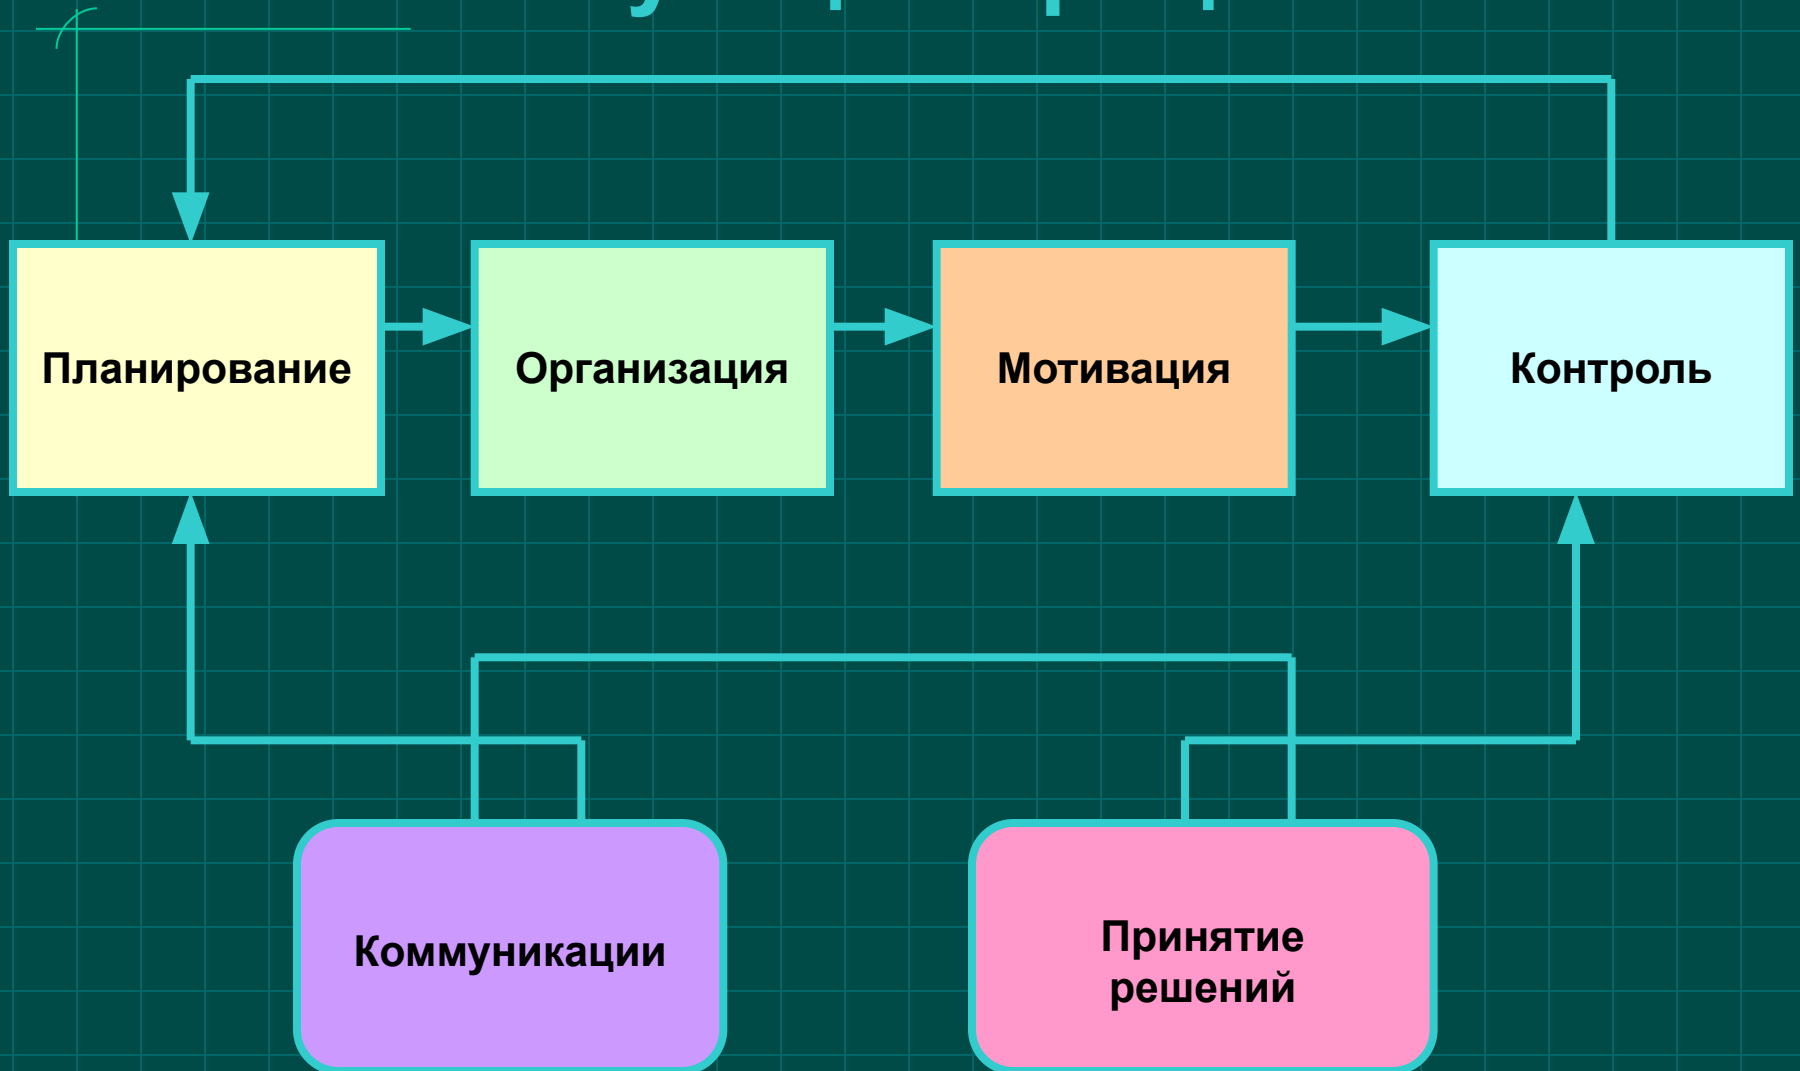 Планирование
Организация
Мотивация
Контроль
Коммуникации
Принятие
решений